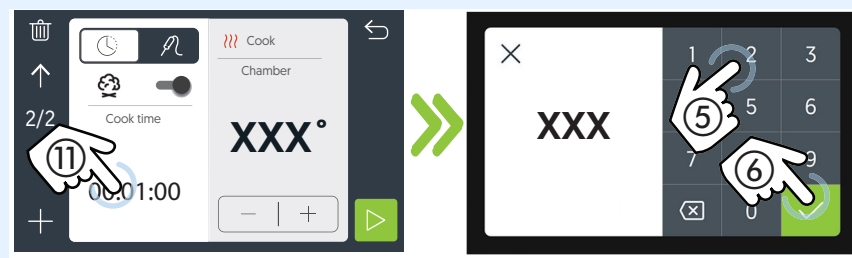 Cook
Chamber
2/2
Cook time
XXX°
11
00:01:00
− | +
XXX
1 2 3
5 6
5
7 9
6
0